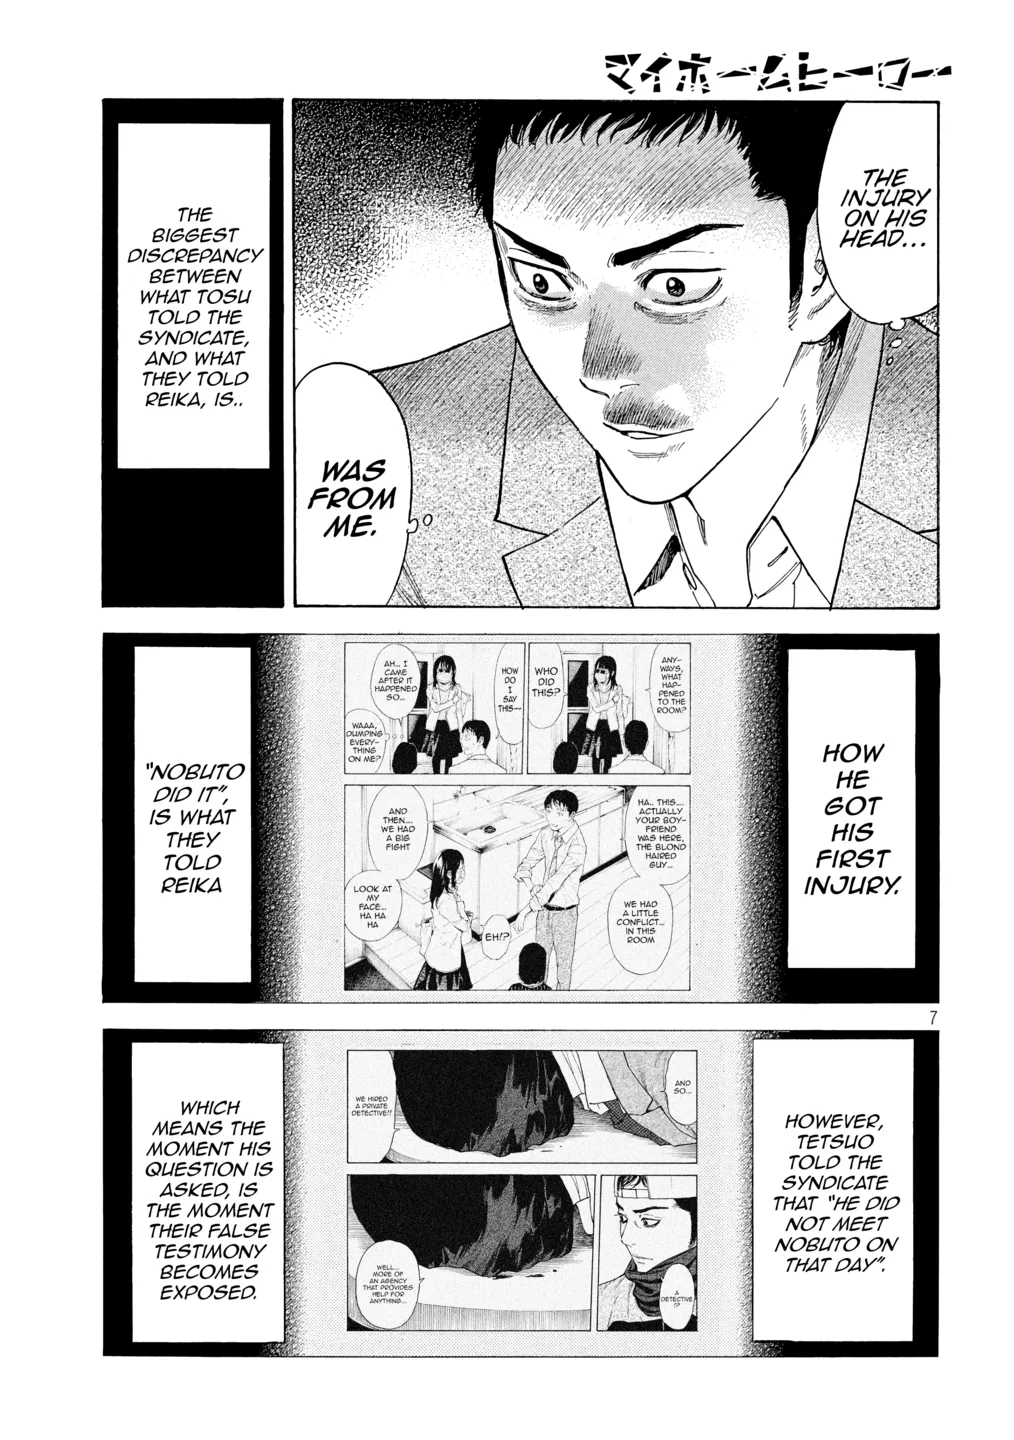 マイホームヒーロー
THE
INJURY
ON HIS
HEAD...
WAS
FROM
ME.
THE
BIGGEST
DISCREPANCY
BETWEEN
WHAT TOSU
TOLD THE
SYNDICATE,
AND WHAT
THEY TOLD
REIKA, IS..
HOW
HE
GOT
HIS
FIRST
INJURY.
ANY-
WAYS,
WHAT
HAP-
PENED
TO THE
ROOM?
WHO
DID
THIS?
HOW
DO
I
SAY
THIS~~
AH... I
CAME
AFTER IT
HAPPENED
SO...
WAAA,
DUMPING
EVERY-
THING
ON ME?
HA.. THIS....
ACTUALLY
YOUR BOY-
FRIEND
WAS HERE,
THE BLOND
HAIRED
GUY...
WE HAD
A LITTLE
CONFLICT...
IN THIS
ROOM
AND
THEN....
WE HAD
A BIG
FIGHT
LOOK AT
MY
FACE...
HA HA
HA
EH!?
"NOBUTO
DID IT",
IS WHAT
THEY
TOLD
REIKA
7
HOWEVER,
TETSUO
TOLD THE
SYNDICATE
THAT "HE DID
NOT MEET
NOBUTO ON
THAT DAY".
AND
SO...
WE HIRED
A PRIVATE
DETECTIVE!!
A
DETECTIVE
!?
WELL...
MORE OF
AN AGENCY
THAT PROVIDES
HELP FOR
ANYTHING...
WHICH
MEANS THE
MOMENT HIS
QUESTION IS
ASKED, IS
THE MOMENT
THEIR FALSE
TESTIMONY
BECOMES
EXPOSED.